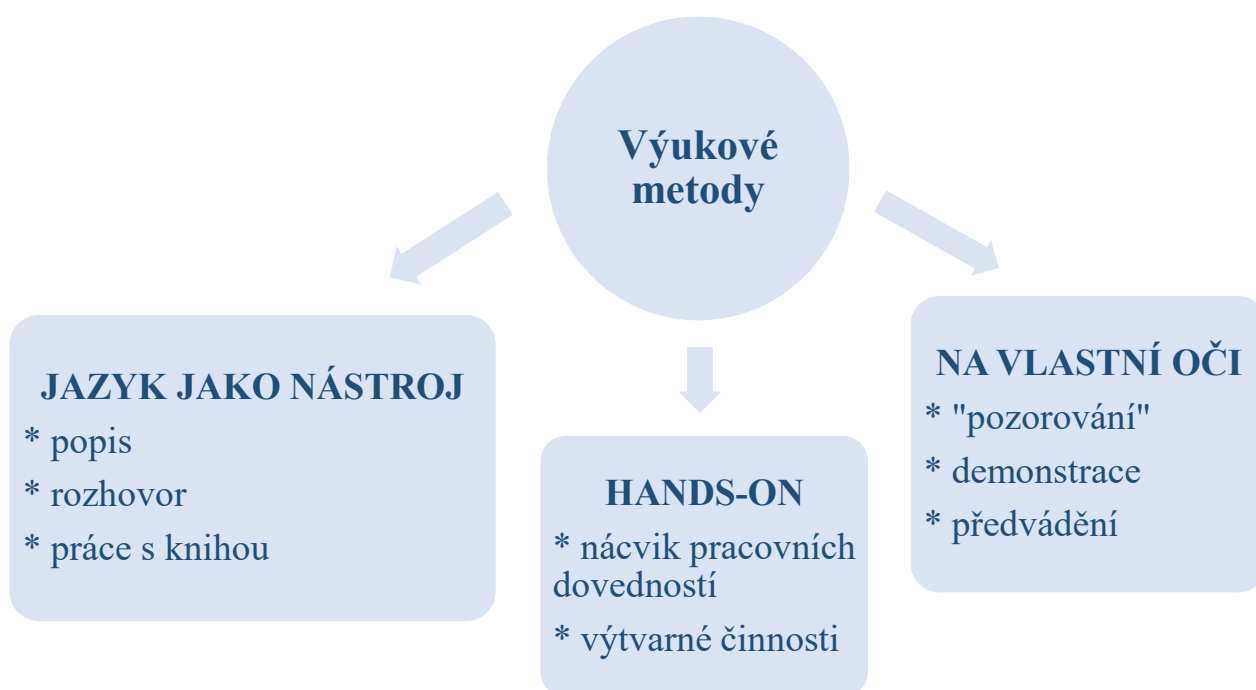 Výukové
metody
JAZYK JAKO NÁSTROJ
* popis
* rozhovor
* práce s knihou
HANDS-ON
* nácvik pracovních
dovedností
* výtvarné činnosti
NA VLASTNÍ OČI
* "pozorování"
* demonstrace
* předvádění